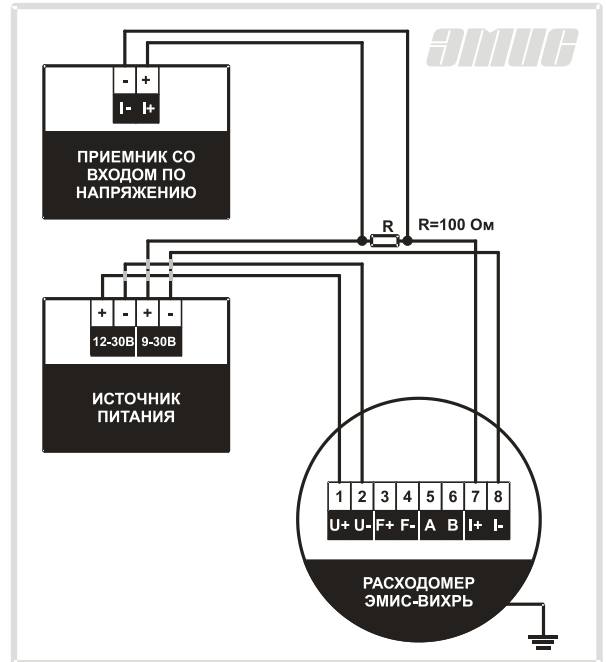 ЭМИС
- +
I- I+
ПРИЕМНИК СО
ВХОДОМ ПО
НАПРЯЖЕНИЮ
R R=100 Ом
+ - + -
12-30В 9-30В
ИСТОЧНИК
ПИТАНИЯ
1 2 3 4 5 6 7 8
U+ U- F+ F- A B I+ I-
РАСХОДОМЕР
ЭМИС-ВИХРЬ